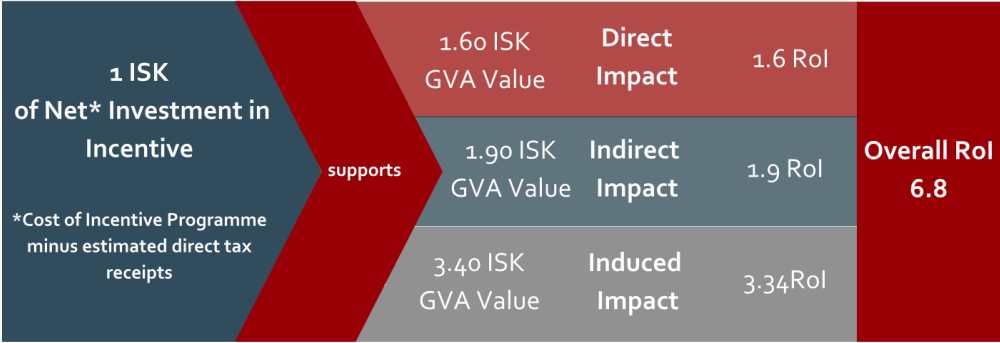 1 ISK
of Net* Investment in
Incentive
*Cost of Incentive Programme
minus estimated direct tax
receipts
supports
1.60 ISK
GVA Value
Direct
Impact
1.6 RoI
1.90 ISK
GVA Value
Indirect
Impact
1.9 RoI
3.40 ISK
GVA Value
Induced
Impact
3.34RoI
Overall RoI
6.8